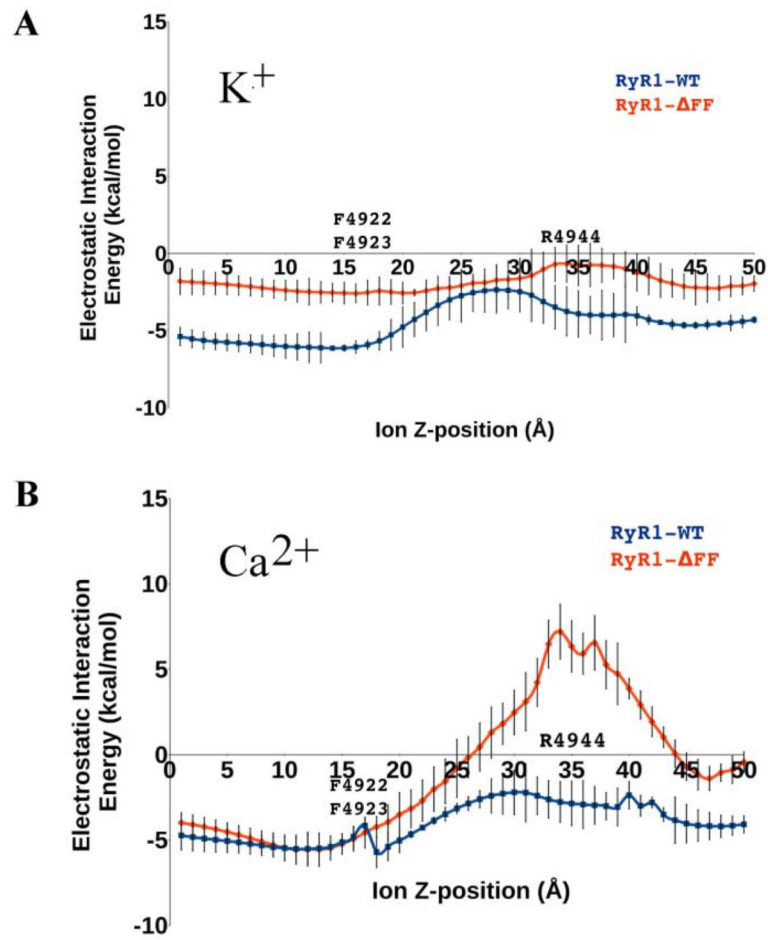 A
K+
RyR1-WT
RyR1-ΔFF
Electrostatic Interaction
Energy (kcal/mol)
15
10
5
0
-5
-10
F4922
F4923
R4944
0 5 10 15 20 25 30 35 40 45 50
Ion Z-position (Å)
B
Ca2+
RyR1-WT
RyR1-ΔFF
Electrostatic Interaction
Energy (kcal/mol)
15
10
5
0
-5
-10
R4944
0 5 10 15 20 25 30 35 40 45 50
F4922
F4923
Ion Z-position (Å)